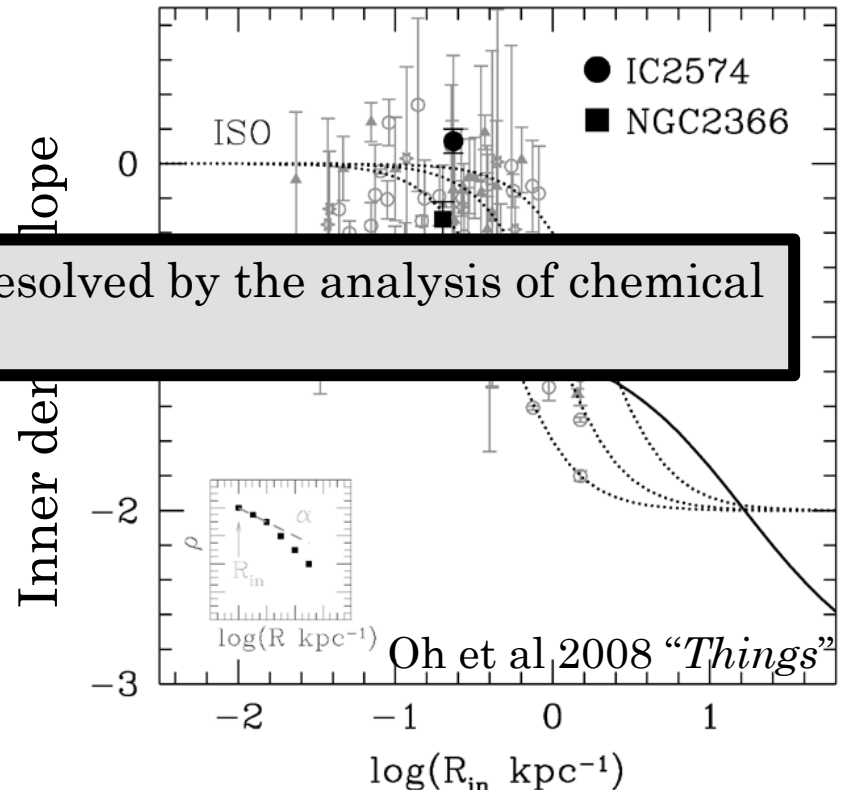 IC2574
NGC2366
ISO
0
esolved by the analysis of chemical
Inner der
lope
−2
−3
ρ
α
R_in
log(R kpc⁻¹)
Oh et al 2008 “Things”
−2
−1
0
1
log(R_in kpc⁻¹)